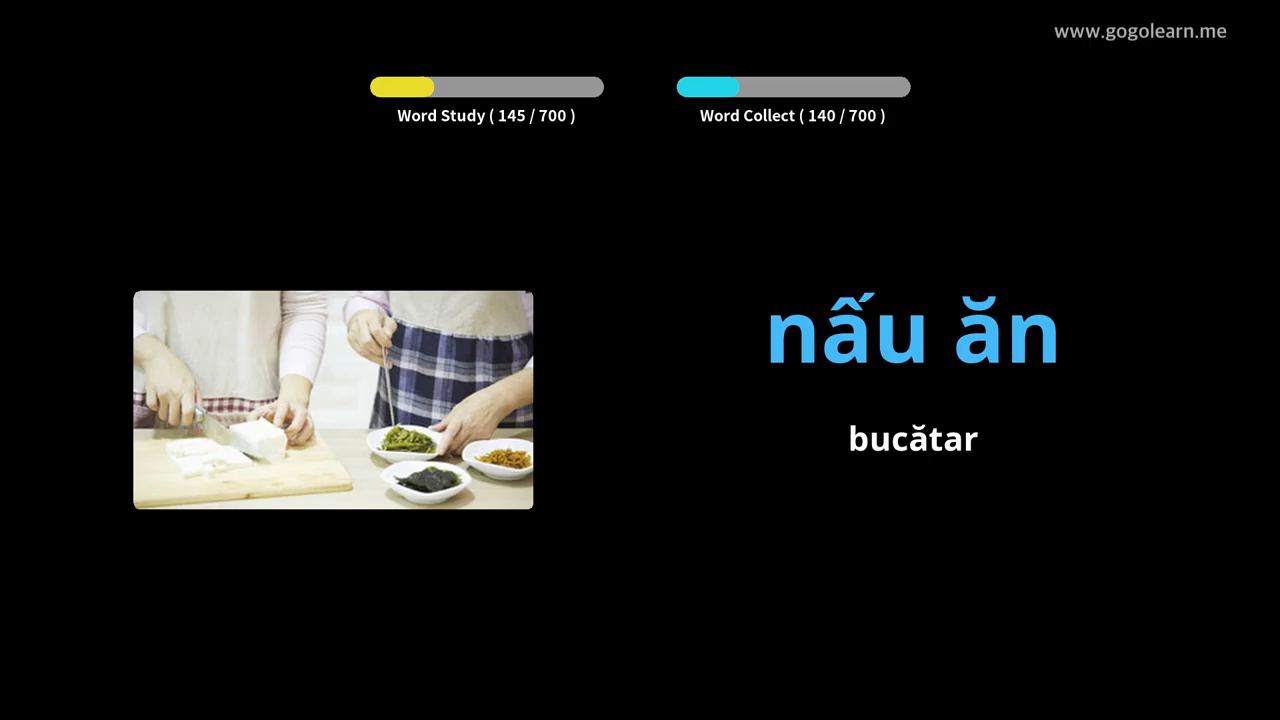 www.gogolearn.me
Word Study ( 145 / 700 )
Word Collect ( 140 / 700 )
nấu ăn
bucătar